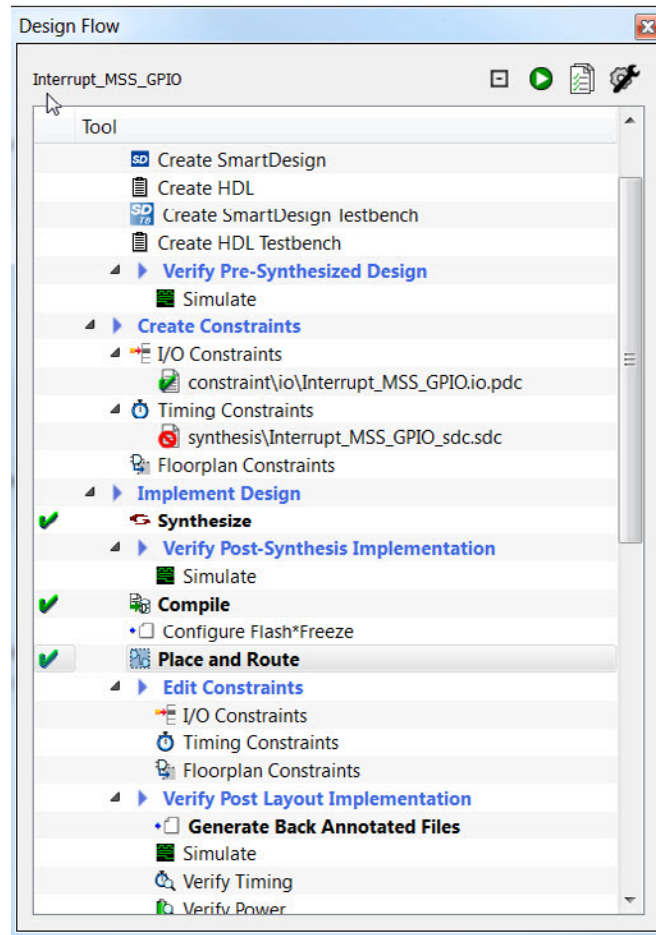 Design Flow
Interrupt_MSS_GPIO
Tool
SD Create SmartDesign
Create HDL
SD Create SmartDesign Testbench
Create HDL Testbench
Verify Pre-Synthesized Design
Simulate
Create Constraints
I/O Constraints
constraint\io\Interrupt_MSS_GPIO.io.pdc
Timing Constraints
synthesis\Interrupt_MSS_GPIO_sdc.sdc
Floorplan Constraints
Implement Design
Synthesize
Verify Post-Synthesis Implementation
Simulate
Compile
Configure Flash*Freeze
Place and Route
Edit Constraints
I/O Constraints
Timing Constraints
Floorplan Constraints
Verify Post Layout Implementation
Generate Back Annotated Files
Simulate
Verify Timing
Verify Power